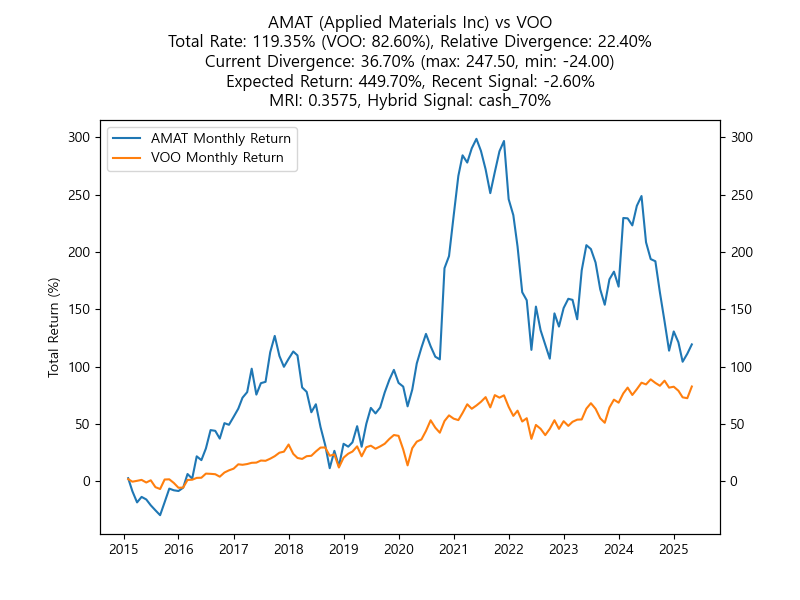 AMAT (Applied Materials Inc) vs VOO
Total Rate: 119.35% (VOO: 82.60%), Relative Divergence: 22.40%
Current Divergence: 36.70% (max: 247.50, min: -24.00)
Expected Return: 449.70%, Recent Signal: -2.60%
MRI: 0.3575, Hybrid Signal: cash_70%
AMAT Monthly Return
VOO Monthly Return
Total Return (%)
300
250
200
150
100
50
0
300
250
200
150
100
50
0
2015 2016 2017 2018 2019 2020 2021 2022 2023 2024 2025